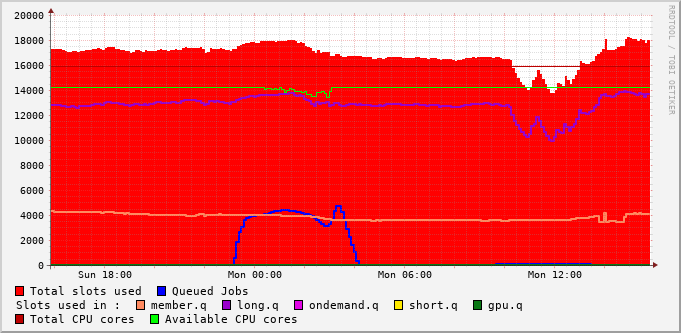 20000
18000
16000
14000
12000
10000
8000
6000
4000
2000
0
Sun 18:00 Mon 00:00 Mon 06:00 Mon 12:00
RRDTOOL / TOBI OETIKER
Total slots used Queued Jobs
Slots used in : member.q long.q ondemand.q short.q gpu.q
Total CPU cores Available CPU cores